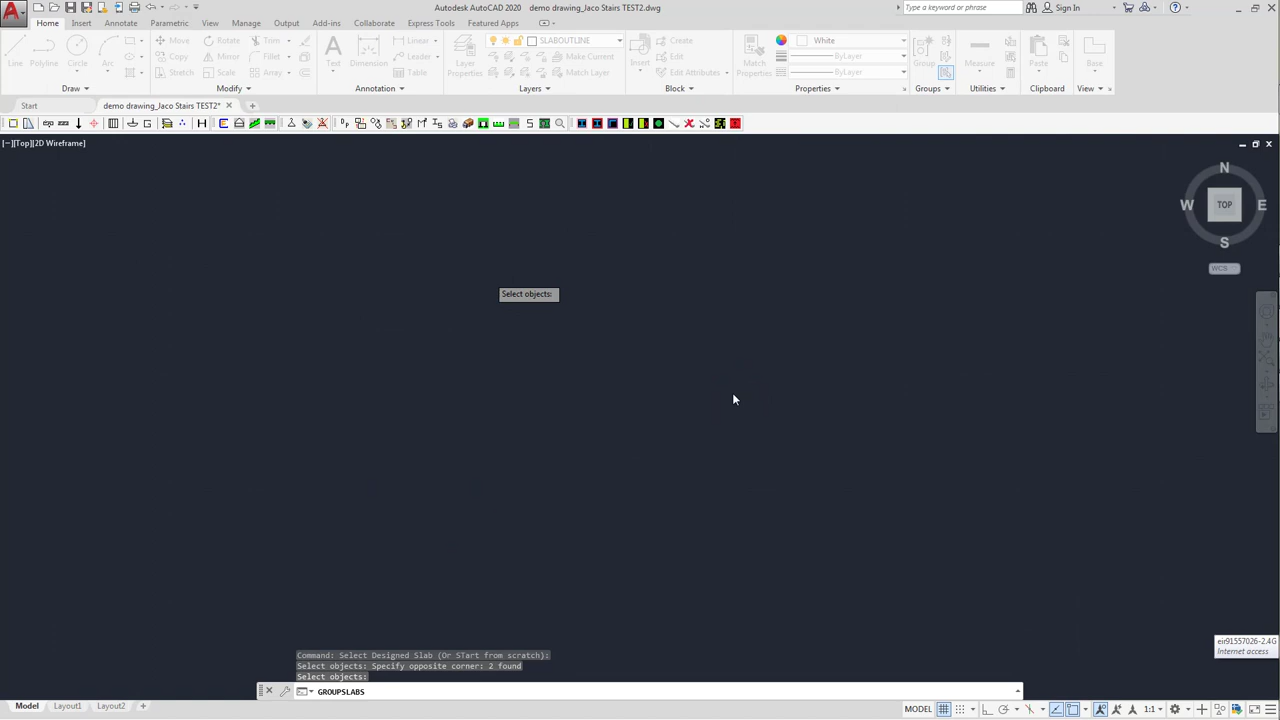 Autodesk AutoCAD 2020 demo drawing_Jaco Stairs TEST2.dwg
Type a keyword or phrase
Sign In
Home Insert Annotate Parametric View Manage Output Add-ins Collaborate Express Tools Featured Apps
Line Polyline Circle Arc
Move Rotate Trim
Copy Mirror Fillet
Stretch Scale Array
Text Dimension
Linear
Leader
Table
Layer Properties
SLABOUTLINE
Make Current
Match Layer
Insert
Create
Edit
Edit Attributes
Match Properties
White
ByLayer
ByLayer
Group
Measure
Paste
Base
Draw Modify Annotation Layers Block Properties Groups Utilities Clipboard View
Start demo drawing_Jaco Stairs TEST2*
[−][Top][2D Wireframe]
N
W TOP E
S
WCS
Select objects:
eir91557026-2.4G
Internet access
Command: Select Designed Slab (Or STart from scratch):
Select objects: Specify opposite corner: 2 found
Select objects:
GROUPSLABS
Model Layout1 Layout2
MODEL 1:1